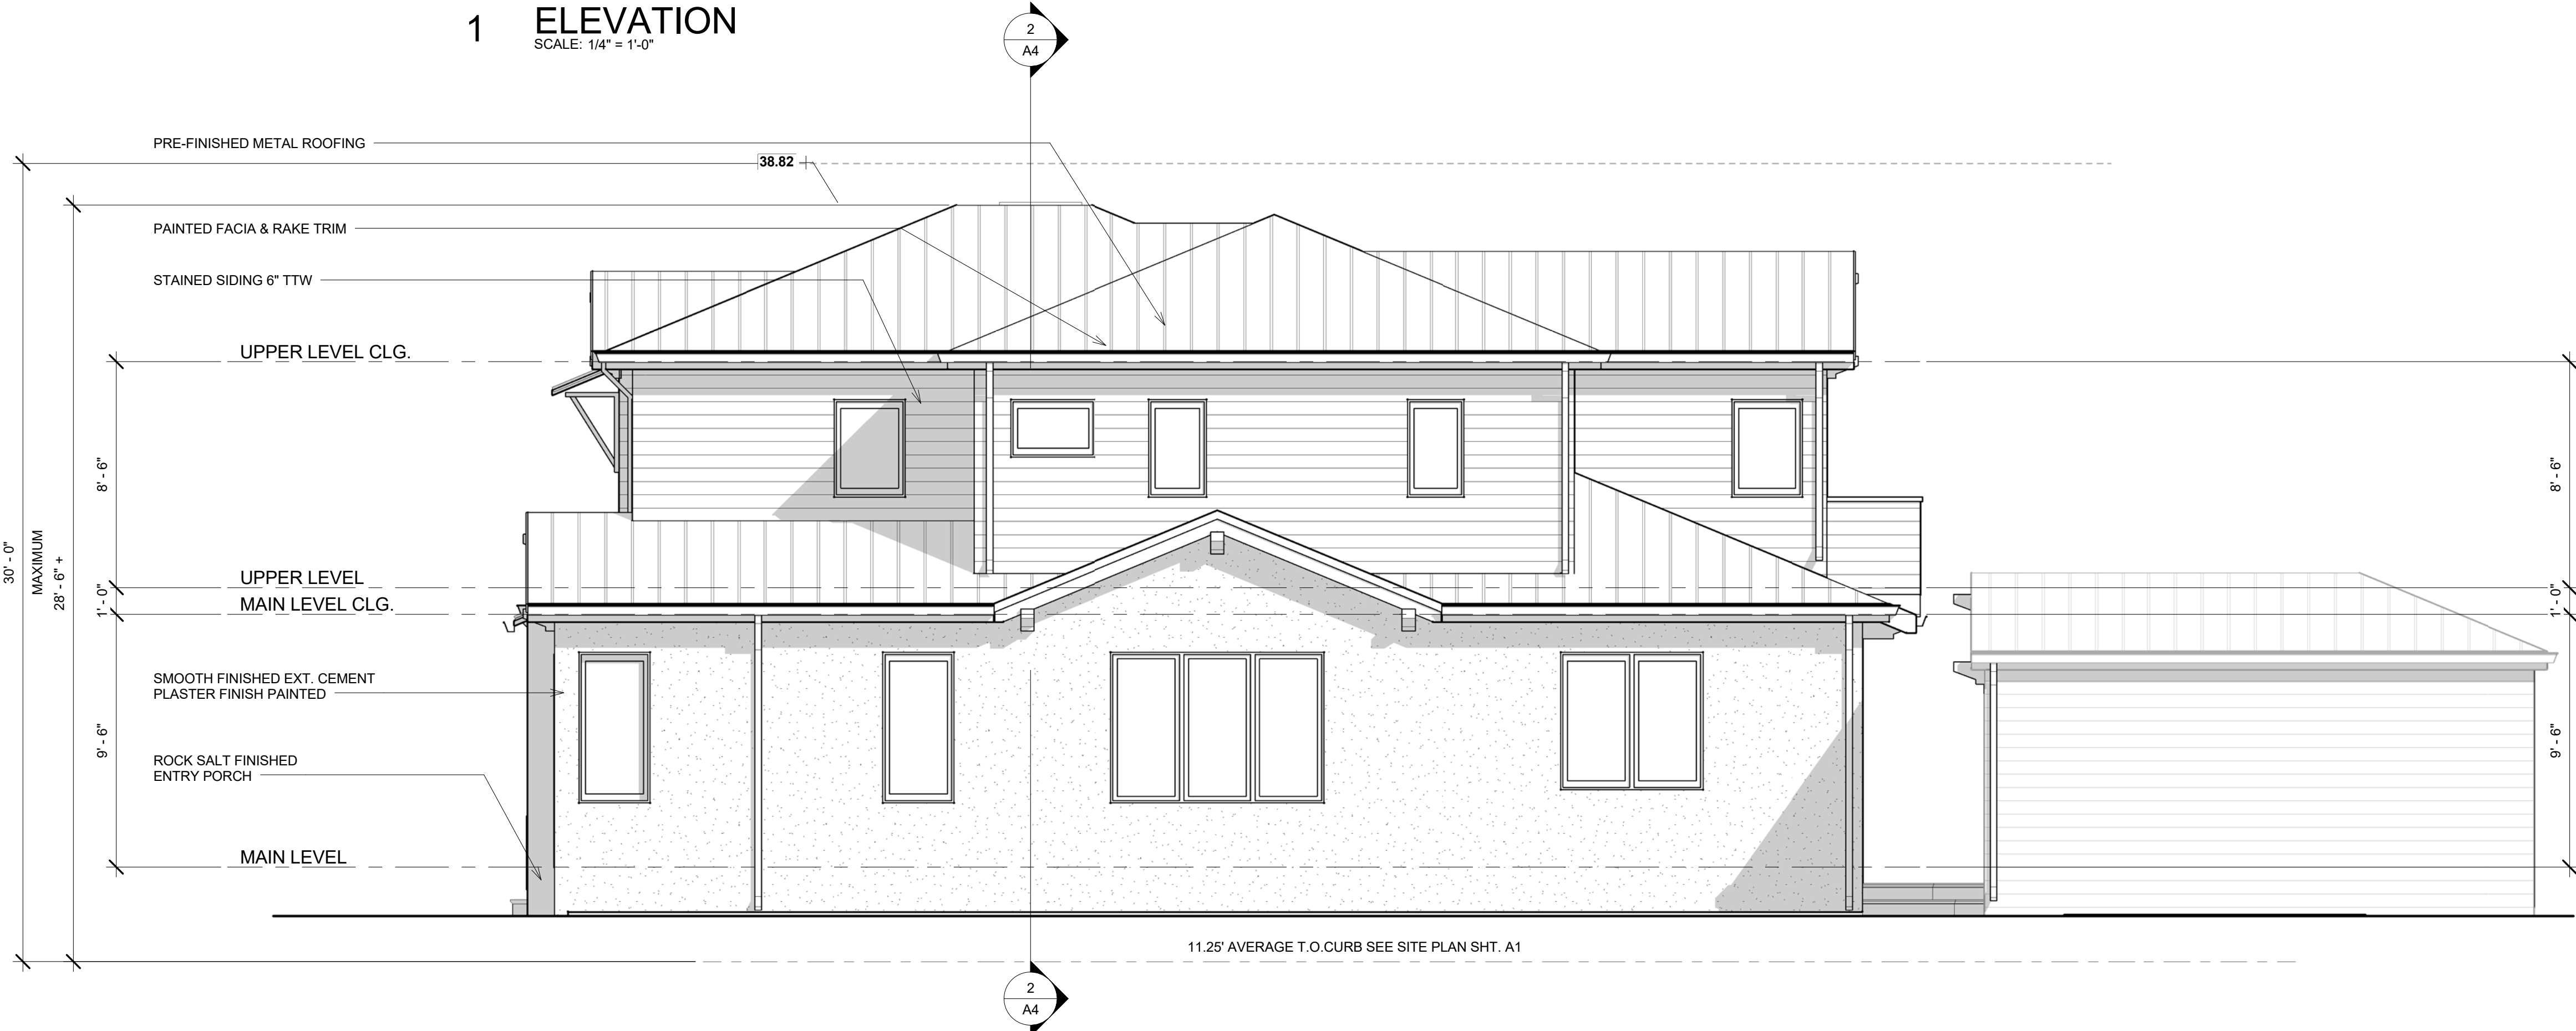 1 ELEVATION
SCALE: 1/4" = 1'-0"
2
A4
PRE-FINISHED METAL ROOFING
38.82
PAINTED FACIA & RAKE TRIM
STAINED SIDING 6" TTW
UPPER LEVEL CLG.
8' - 6"
8' - 6"
30' - 0"
MAXIMUM
28' - 6" +
UPPER LEVEL
1' - 0"
1' - 0"
MAIN LEVEL CLG.
SMOOTH FINISHED EXT. CEMENT
PLASTER FINISH PAINTED
9' - 6"
9' - 6"
ROCK SALT FINISHED
ENTRY PORCH
MAIN LEVEL
11.25' AVERAGE T.O.CURB SEE SITE PLAN SHT. A1
2
A4